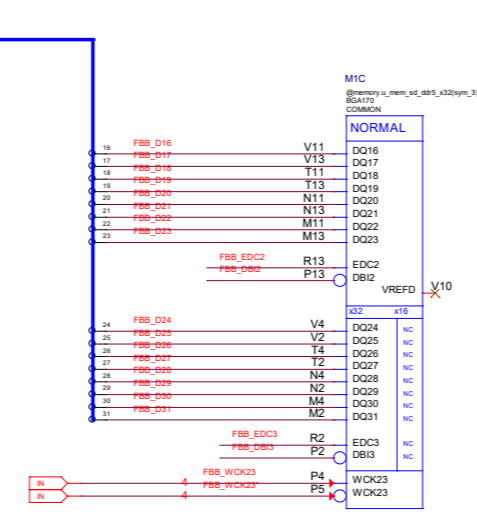 M1C
@memory.u_mem_sd_ddr5_x32(sym_3)
BGA170
COMMON
NORMAL
16 FBB_D16 V11 DQ16
17 FBB_D17 V13 DQ17
18 FBB_D18 T11 DQ18
19 FBB_D19 T13 DQ19
20 FBB_D20 N11 DQ20
21 FBB_D21 N13 DQ21
22 FBB_D22 M11 DQ22
23 FBB_D23 M13 DQ23
FBB_EDC2 R13 EDC2
FBB_DBI2 P13 DBI2
VREFD V10
x32 x16
24 FBB_D24 V4 DQ24 NC
25 FBB_D25 V2 DQ25 NC
26 FBB_D26 T4 DQ26 NC
27 FBB_D27 T2 DQ27 NC
28 FBB_D28 N4 DQ28 NC
29 FBB_D29 N2 DQ29 NC
30 FBB_D30 M4 DQ30 NC
31 FBB_D31 M2 DQ31 NC
FBB_EDC3 R2 EDC3 NC
FBB_DBI3 P2 DBI3 NC
IN 4 FBB_WCK23 P4 WCK23
IN 4 FBB_WCK23* P5 WCK23